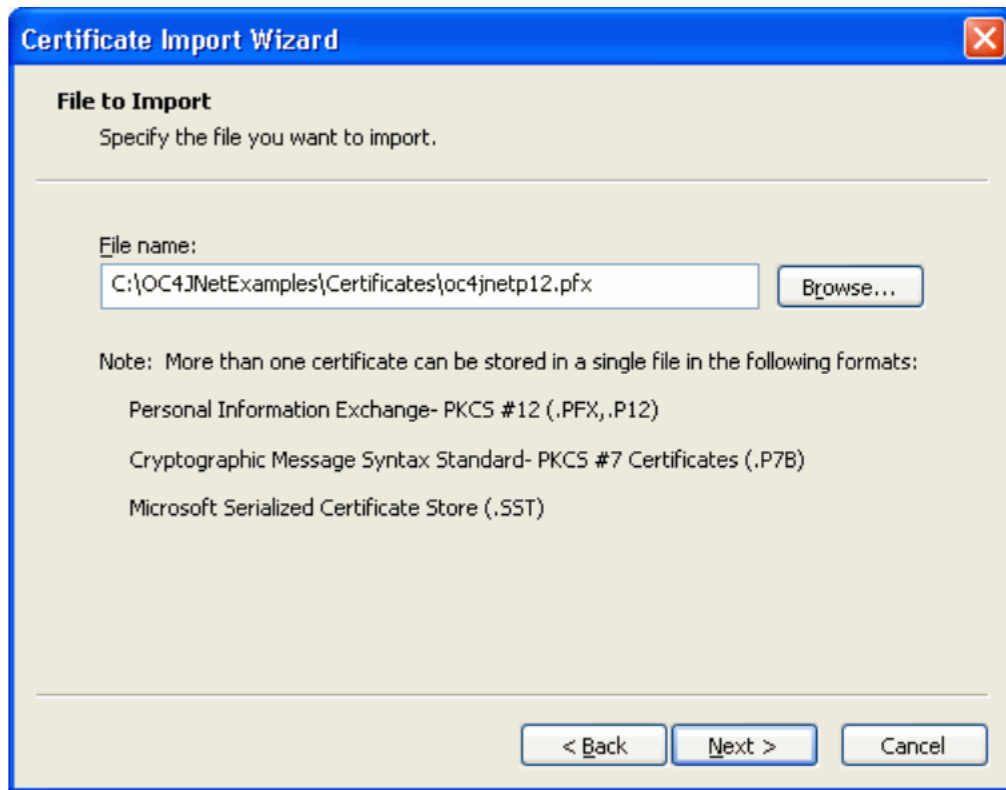 Certificate Import Wizard
File to Import
Specify the file you want to import.
File name:
C:\OC4JNetExamples\Certificates\oc4jnetp12.pfx
Browse...
Note: More than one certificate can be stored in a single file in the following formats:
Personal Information Exchange- PKCS #12 (.PFX,.P12)
Cryptographic Message Syntax Standard- PKCS #7 Certificates (.P7B)
Microsoft Serialized Certificate Store (.SST)
< Back
Next >
Cancel